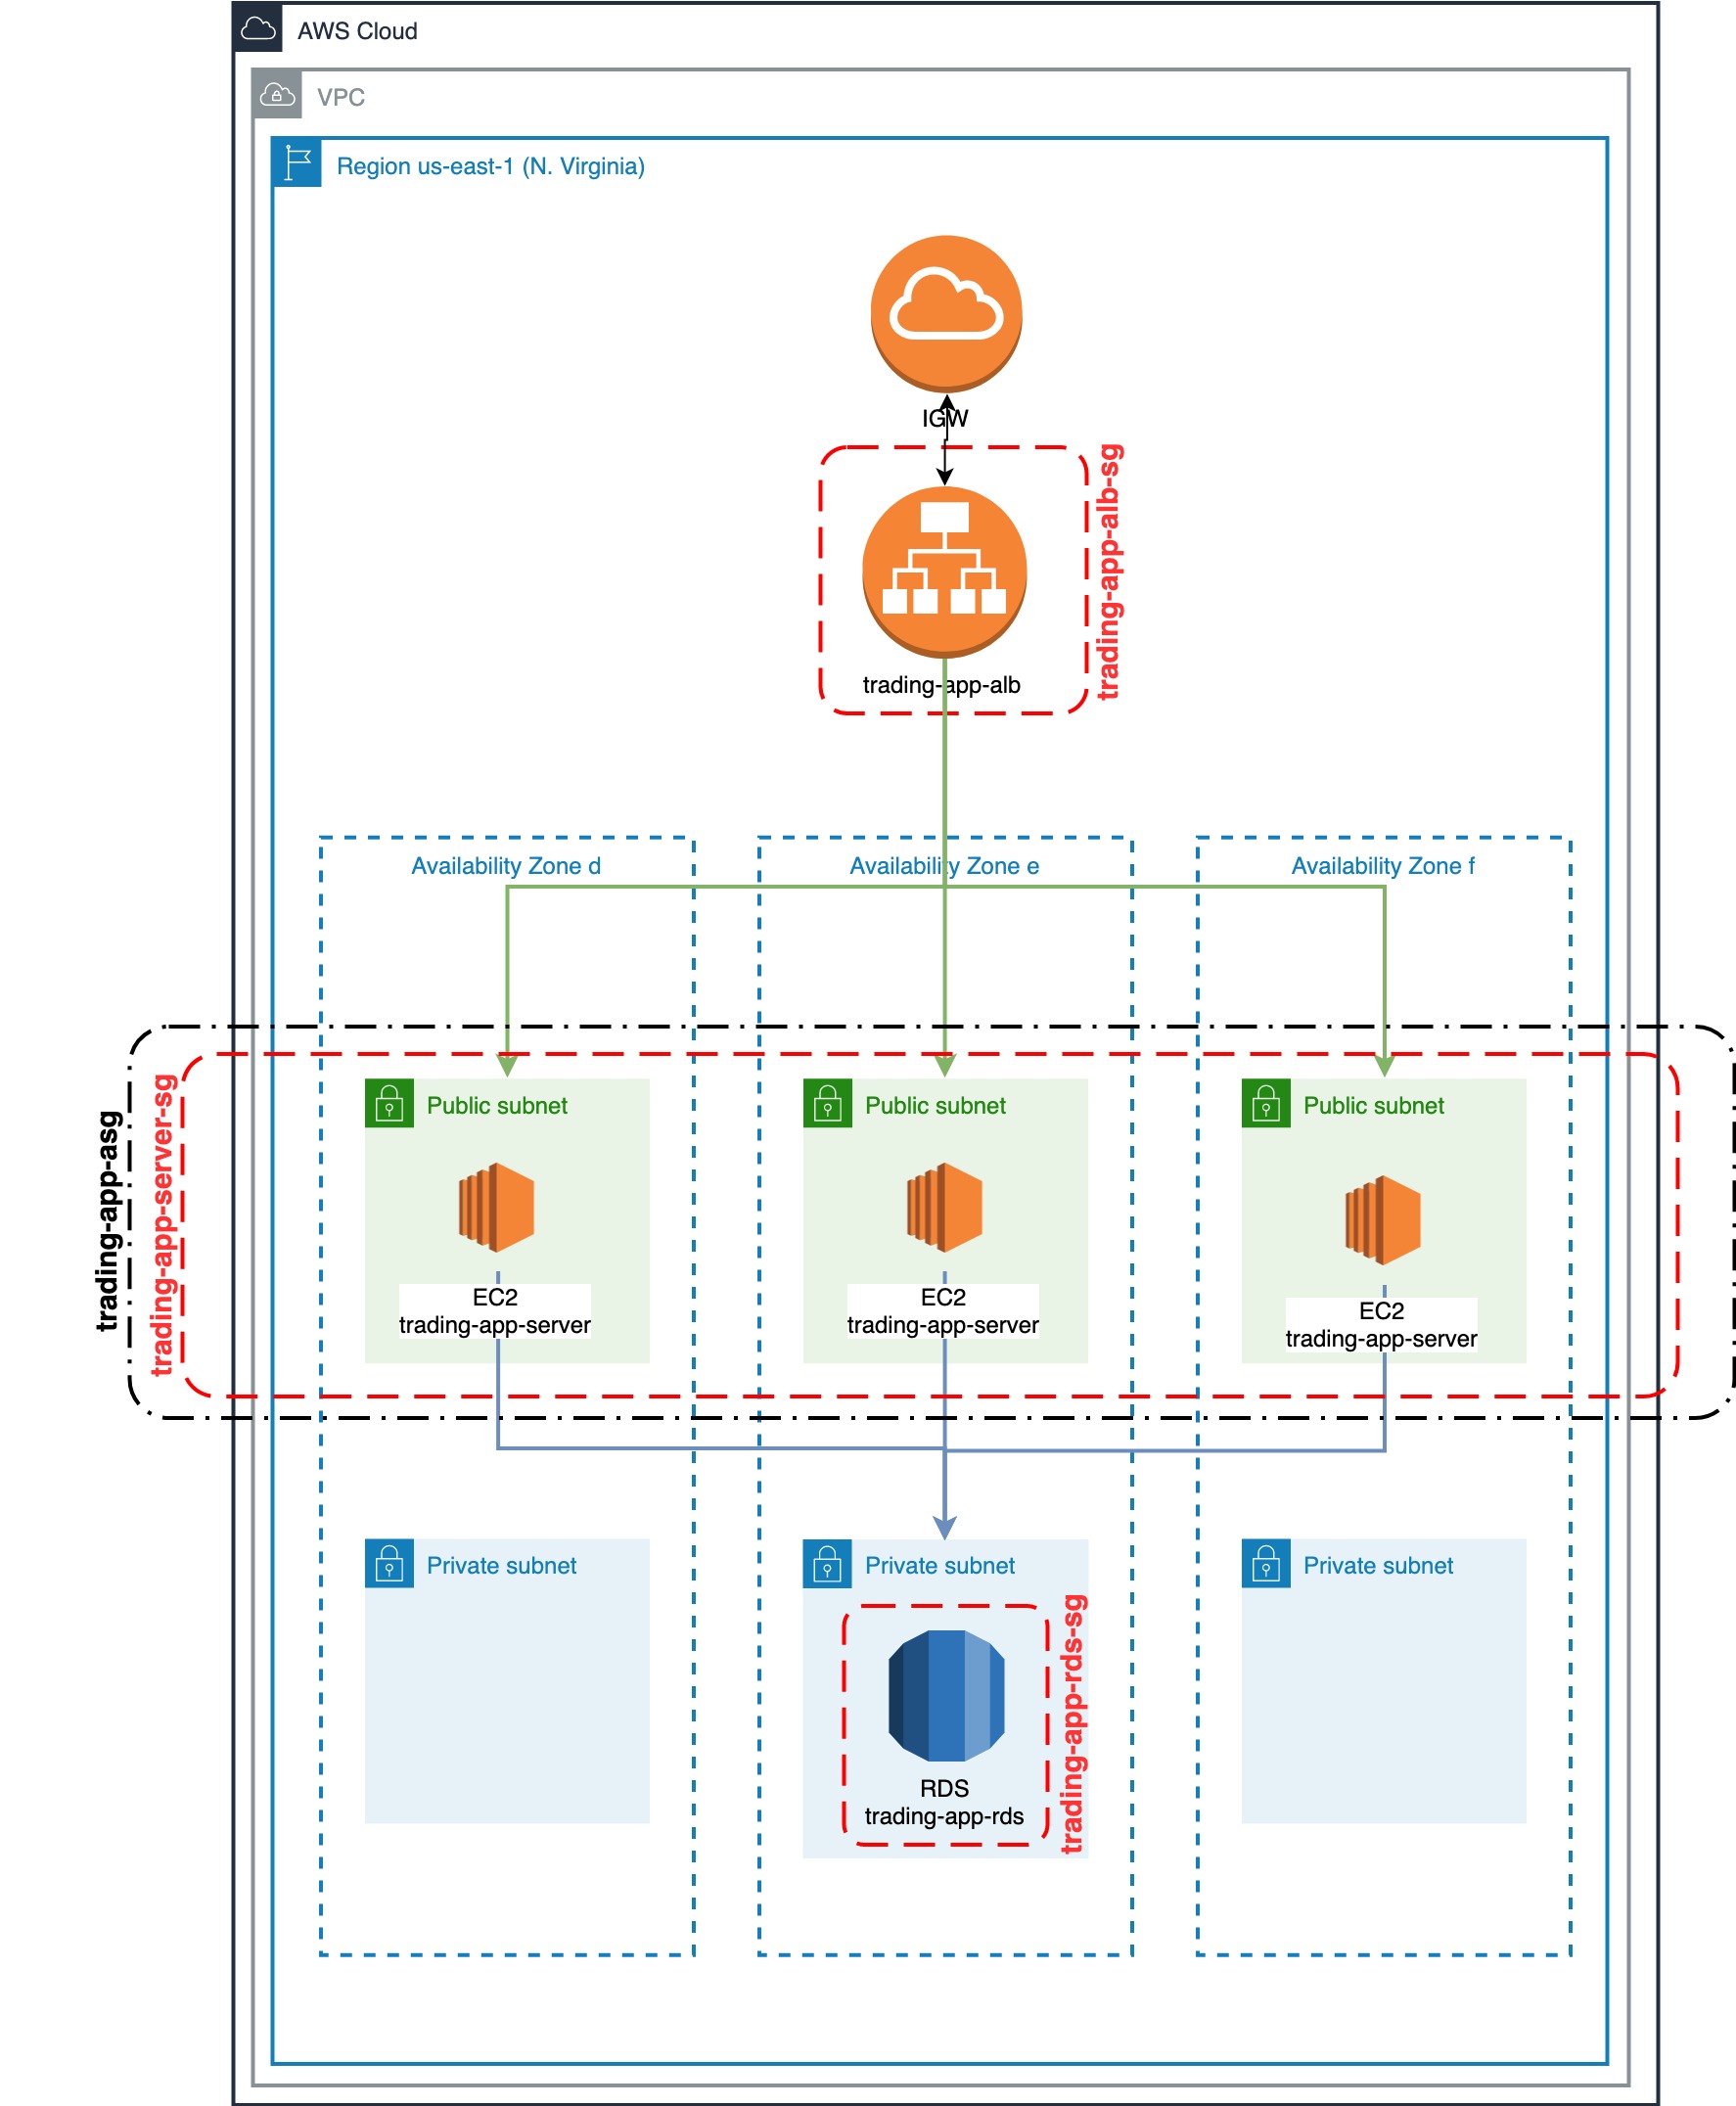 AWS Cloud
VPC
Region us-east-1 (N. Virginia)
IGW
trading-app-alb-sg
trading-app-alb
Availability Zone d
Availability Zone e
Availability Zone f
trading-app-asg
trading-app-server-sg
Public subnet
Public subnet
Public subnet
EC2
trading-app-server
EC2
trading-app-server
EC2
trading-app-server
Private subnet
Private subnet
Private subnet
trading-app-rds-sg
RDS
trading-app-rds